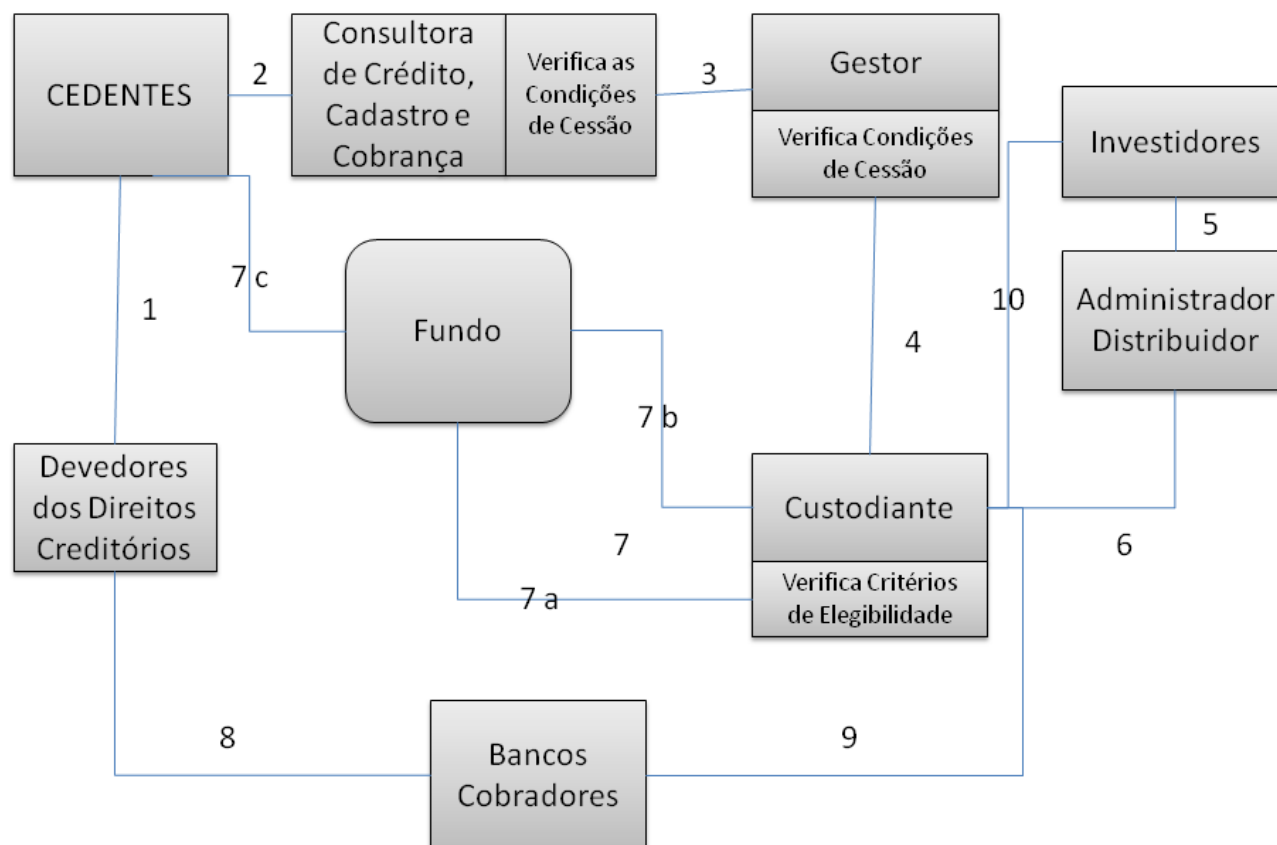 CEDENTES
2
Consultora
de Crédito,
Cadastro e
Cobrança
Verifica as
Condições
de Cessão
3
Gestor
Verifica Condições
de Cessão
Investidores
5
Administrador
Distribuidor
10
4
7 c
1
Fundo
7 b
Devedores
dos Direitos
Creditórios
Custodiante
Verifica Critérios
de Elegibilidade
7
7 a
6
8
Bancos
Cobradores
9